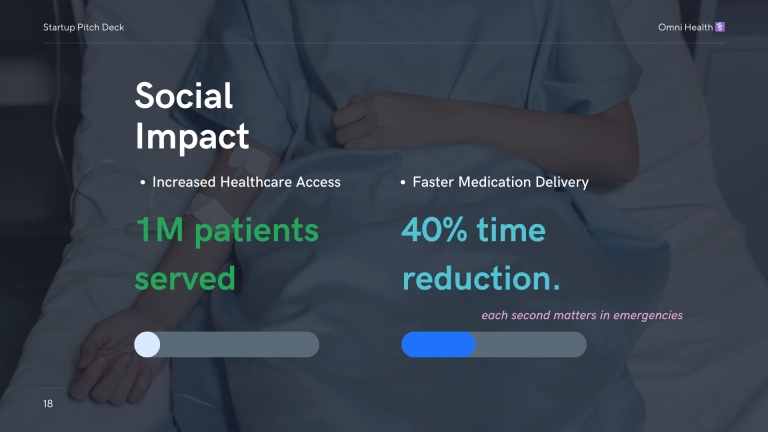 Startup Pitch Deck
Omni Health ⚕️
Social
Impact
• Increased Healthcare Access
• Faster Medication Delivery
1M patients
served
40% time
reduction.
each second matters in emergencies
18